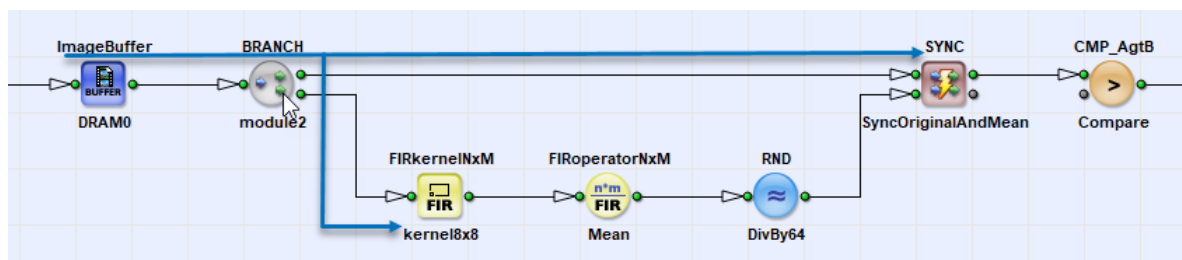 ImageBuffer BRANCH SYNC CMP_AgtB
BUFFER >
DRAM0 module2 SyncOriginalAndMean Compare
FIRkernelNxM FIRoperatorNxM RND
FIR n*m FIR ≈
kernel8x8 Mean DivBy64